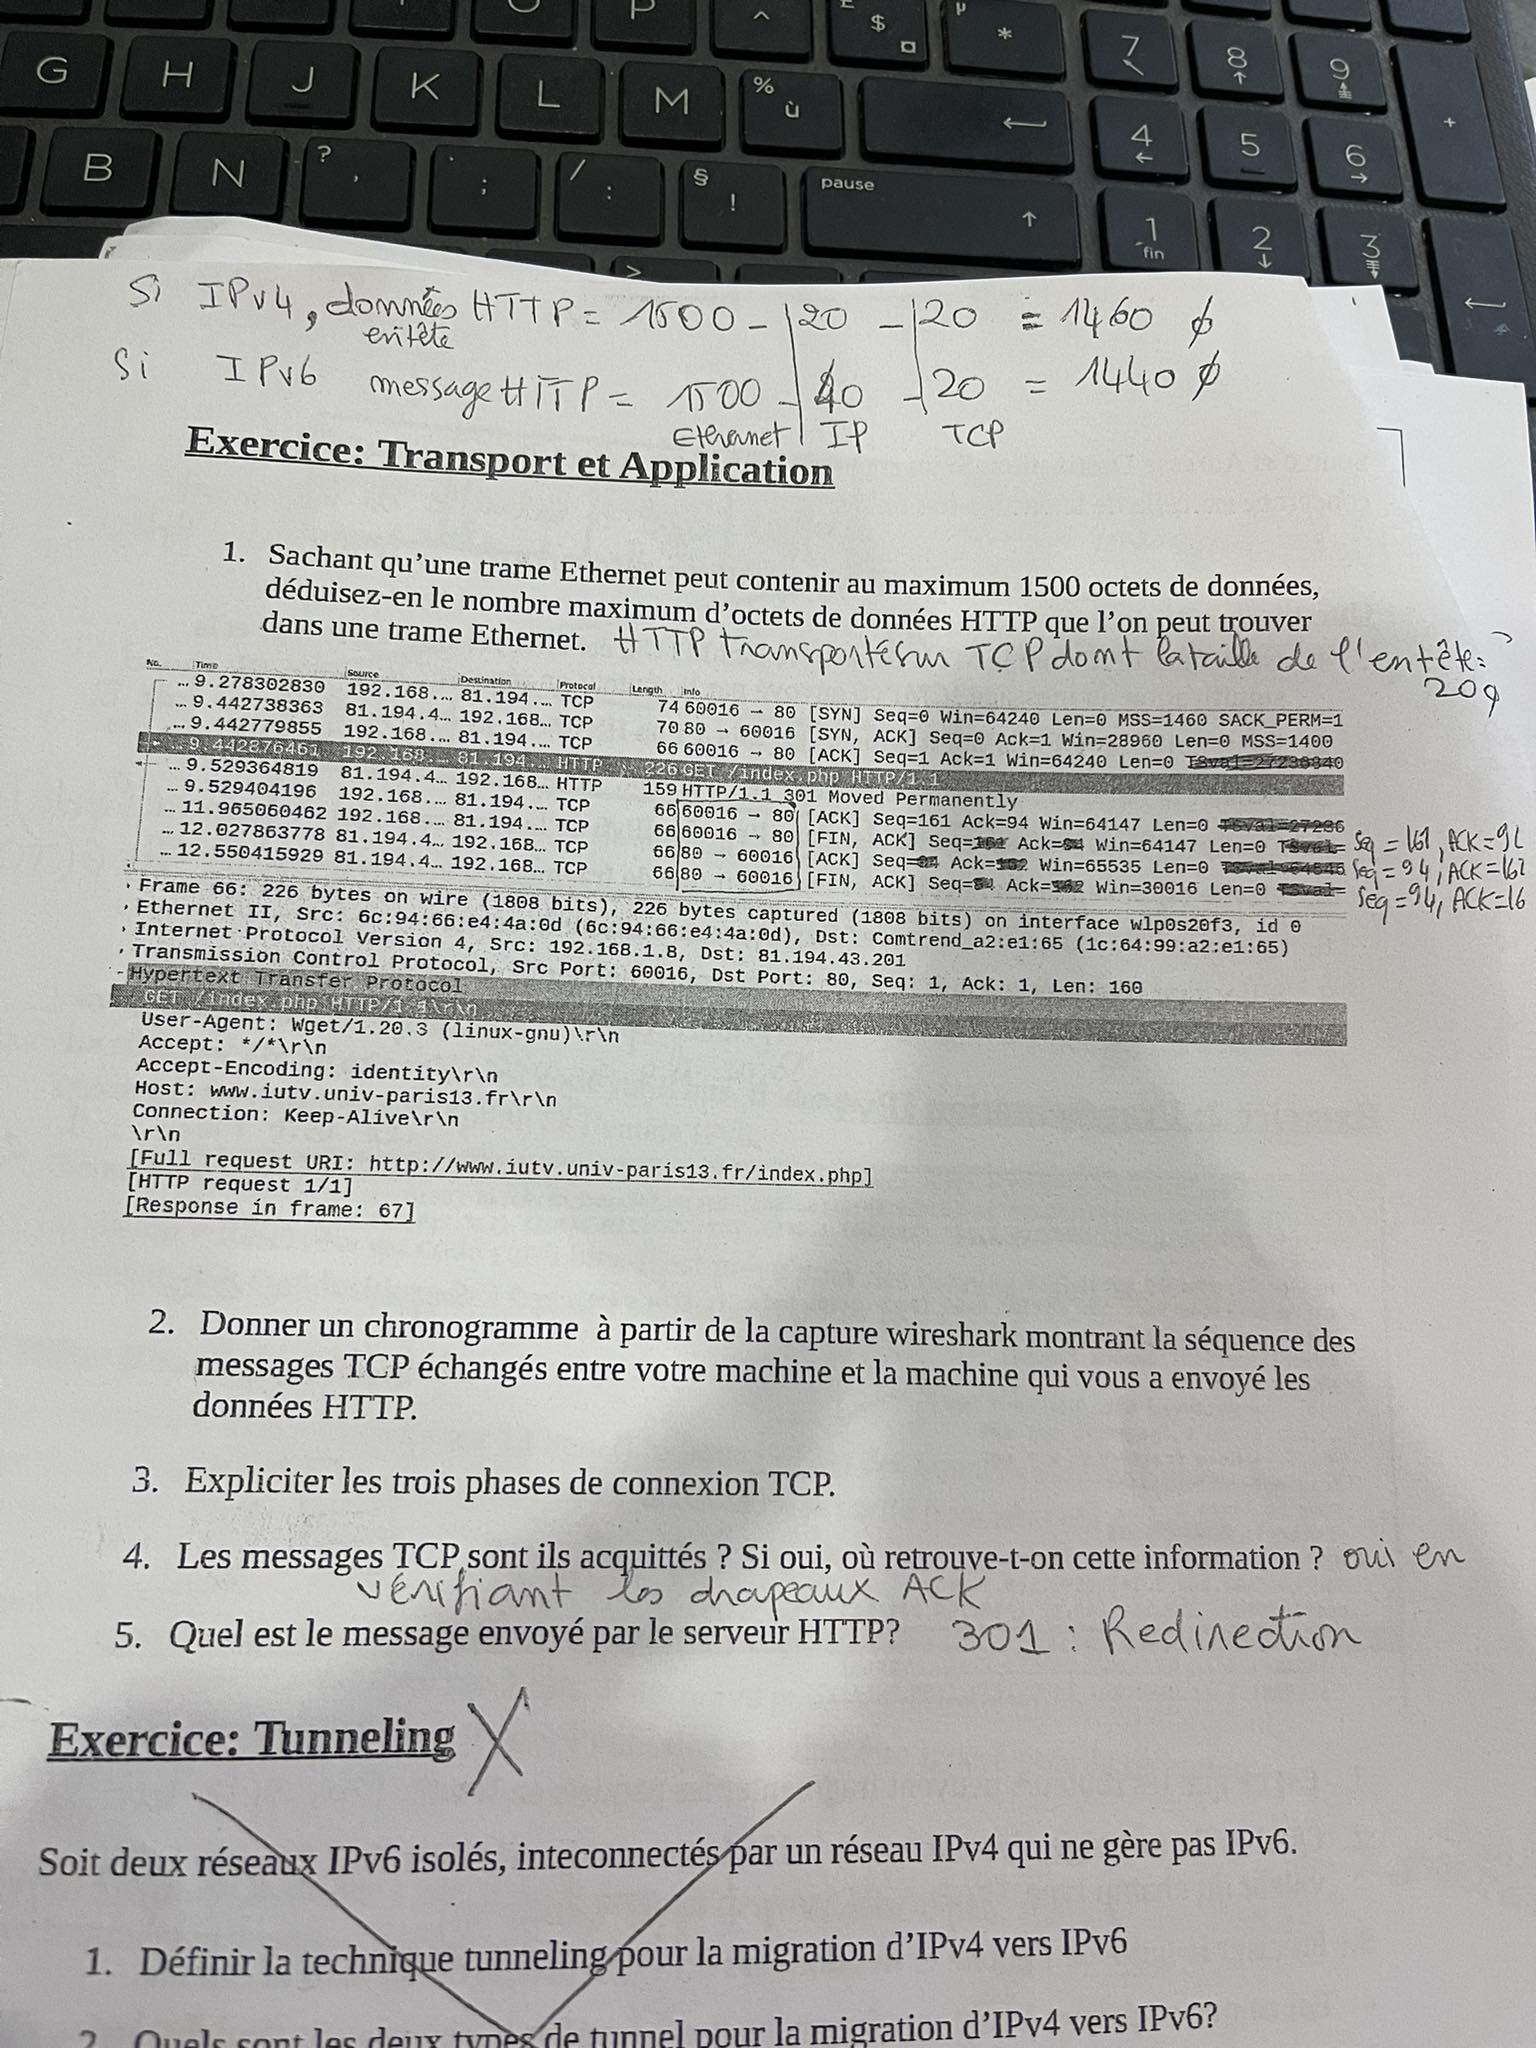 G H J K L M % ù
$ * 7 8 9 +
B N ? , . ; / : § ! pause 4 5 6
1 fin 2 3
Si IPv4, données HTTP = 1500 - 20 - 20 = 1460
entête
Si IPv6 message HTTP = 1500 - 40 - 20 = 1440
Ethernet IP TCP
Exercice: Transport et Application
1. Sachant qu'une trame Ethernet peut contenir au maximum 1500 octets de données,
déduisez-en le nombre maximum d'octets de données HTTP que l'on peut trouver
dans une trame Ethernet. HTTP transporté sur TCP dont la taille de l'entête =
20
No. Time Source Destination Protocol Length Info
... 9.278302830 192.168.... 81.194.... TCP 74 60016 → 80 [SYN] Seq=0 Win=64240 Len=0 MSS=1460 SACK_PERM=1
... 9.442738363 81.194.4... 192.168... TCP 70 80 → 60016 [SYN, ACK] Seq=0 Ack=1 Win=28960 Len=0 MSS=1400
... 9.442779855 192.168.... 81.194.... TCP 66 60016 → 80 [ACK] Seq=1 Ack=1 Win=64240 Len=0
... 9.442876461 192.168.... 81.194.... HTTP 226 GET /index.php HTTP/1.1
... 9.529364819 81.194.4... 192.168... HTTP 159 HTTP/1.1 301 Moved Permanently
... 9.529404196 192.168.... 81.194.... TCP 66 60016 → 80 [ACK] Seq=161 Ack=94 Win=64147 Len=0
... 11.965060462 192.168.... 81.194.... TCP 66 60016 → 80 [FIN, ACK] Seq= Ack= Win=64147 Len=0 Seq = 161, ACK=
... 12.027863778 81.194.4... 192.168... TCP 66 80 → 60016 [ACK] Seq= Ack= Win=65535 Len=0 Seq = 94, ACK=162
... 12.550415929 81.194.4... 192.168... TCP 66 80 → 60016 [FIN, ACK] Seq= Ack= Win=30016 Len=0 Seq=94, ACK=16
Frame 66: 226 bytes on wire (1808 bits), 226 bytes captured (1808 bits) on interface wlp0s20f3, id 0
Ethernet II, Src: 6c:94:66:e4:4a:0d (6c:94:66:e4:4a:0d), Dst: Comtrend_a2:e1:65 (1c:64:99:a2:e1:65)
Internet Protocol Version 4, Src: 192.168.1.8, Dst: 81.194.43.201
Transmission Control Protocol, Src Port: 60016, Dst Port: 80, Seq: 1, Ack: 1, Len: 160
Hypertext Transfer Protocol
GET /index.php HTTP/1.1\r\n
User-Agent: Wget/1.20.3 (linux-gnu)\r\n
Accept: */*\r\n
Accept-Encoding: identity\r\n
Host: www.iutv.univ-paris13.fr\r\n
Connection: Keep-Alive\r\n
\r\n
[Full request URI: http://www.iutv.univ-paris13.fr/index.php]
[HTTP request 1/1]
[Response in frame: 67]
2. Donner un chronogramme à partir de la capture wireshark montrant la séquence des
messages TCP échangés entre votre machine et la machine qui vous a envoyé les
données HTTP.
3. Expliciter les trois phases de connexion TCP.
4. Les messages TCP sont ils acquittés ? Si oui, où retrouve-t-on cette information ? oui en
vérifiant les drapeaux ACK
5. Quel est le message envoyé par le serveur HTTP? 301 : Redirection
Exercice: Tunneling X
Soit deux réseaux IPv6 isolés, inteconnectés par un réseau IPv4 qui ne gère pas IPv6.
1. Définir la technique tunneling pour la migration d'IPv4 vers IPv6
2. Quels sont les deux types de tunnel pour la migration d'IPv4 vers IPv6?